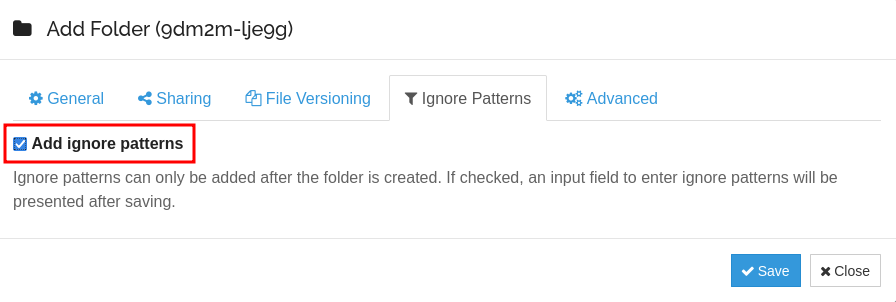 Add Folder (9dm2m-lje9g)
General Sharing File Versioning Ignore Patterns Advanced
Add ignore patterns
Ignore patterns can only be added after the folder is created. If checked, an input field to enter ignore patterns will be
presented after saving.
Save Close